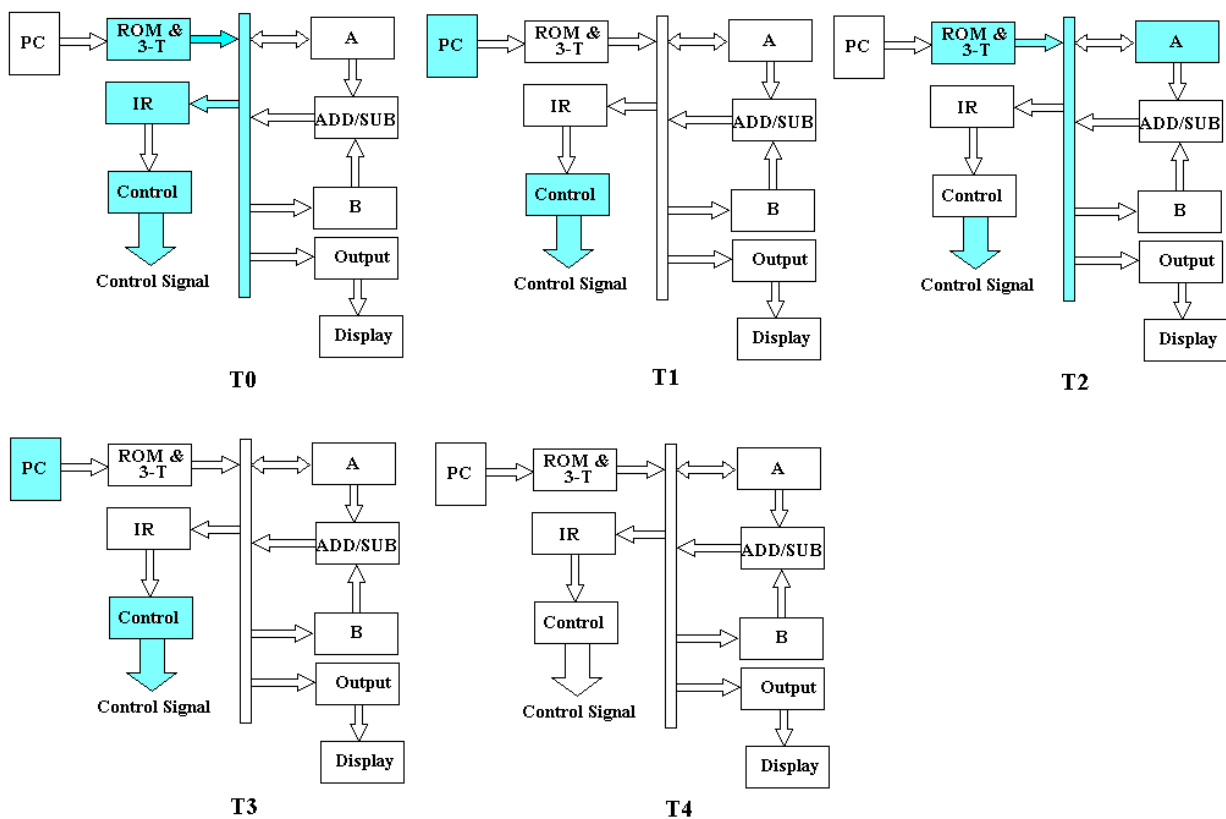 PC
ROM &
3-T
A
IR
ADD/SUB
Control
B
Output
Control Signal
Display
T0
PC
ROM &
3-T
A
IR
ADD/SUB
Control
B
Output
Control Signal
Display
T1
PC
ROM &
3-T
A
IR
ADD/SUB
Control
B
Output
Control Signal
Display
T2
PC
ROM &
3-T
A
IR
ADD/SUB
Control
B
Output
Control Signal
Display
T3
PC
ROM &
3-T
A
IR
ADD/SUB
Control
B
Output
Control Signal
Display
T4